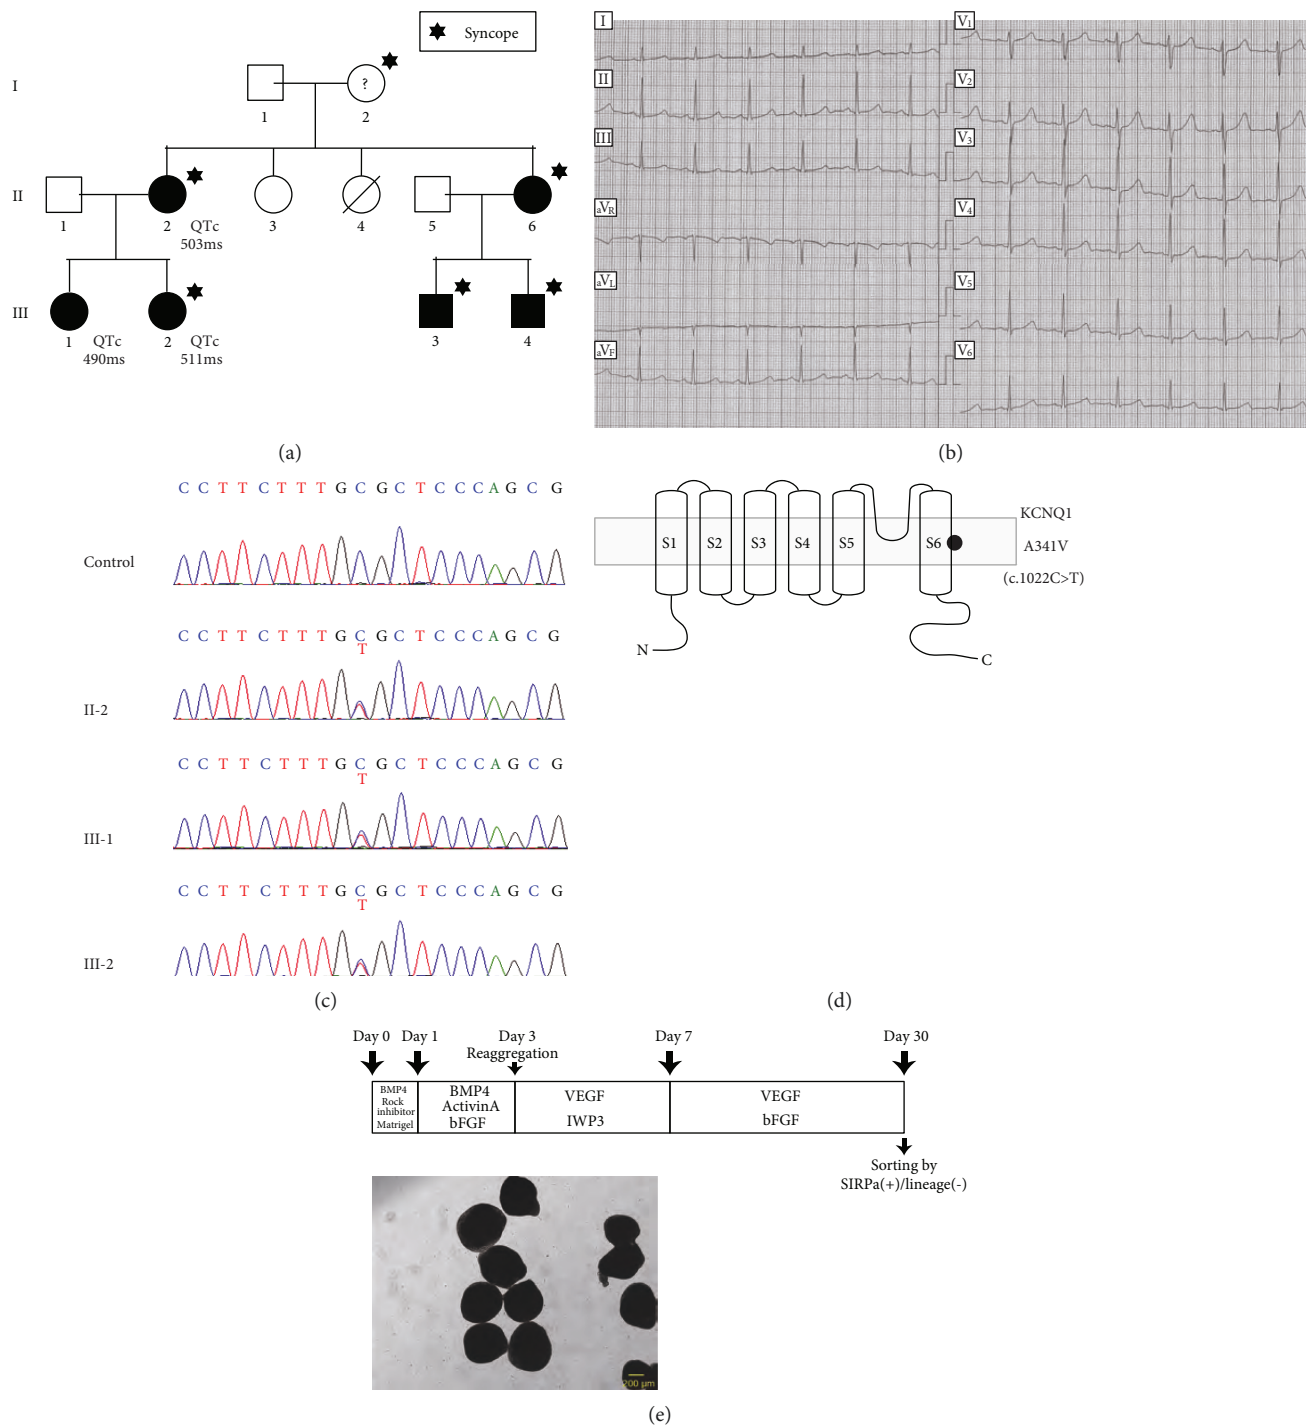 Syncope
I
?
1
2
II
1
2
QTc
503ms
3
4
5
6
III
1
QTc
490ms
2
QTc
511ms
3
4
(a)
I
II
III
aVR
aVL
aVF
V1
V2
V3
V4
V5
V6
(b)
C C T T C T T T G C G C T C C C A G C G
Control
C C T T C T T T G C G C T C C C A G C G
T
II-2
C C T T C T T T G C G C T C C C A G C G
T
III-1
C C T T C T T T G C G C T C C C A G C G
T
III-2
(c)
S1 S2 S3 S4 S5 S6
KCNQ1
A341V
(c.1022C>T)
N
C
(d)
Day 0 Day 1 Day 3 Day 7 Day 30
Reaggregation
BMP4
Rock
inhibitor
Matrigel
BMP4
ActivinA
bFGF
VEGF
IWP3
VEGF
bFGF
Sorting by
SIRPa(+)/lineage(-)
200 μm
(e)